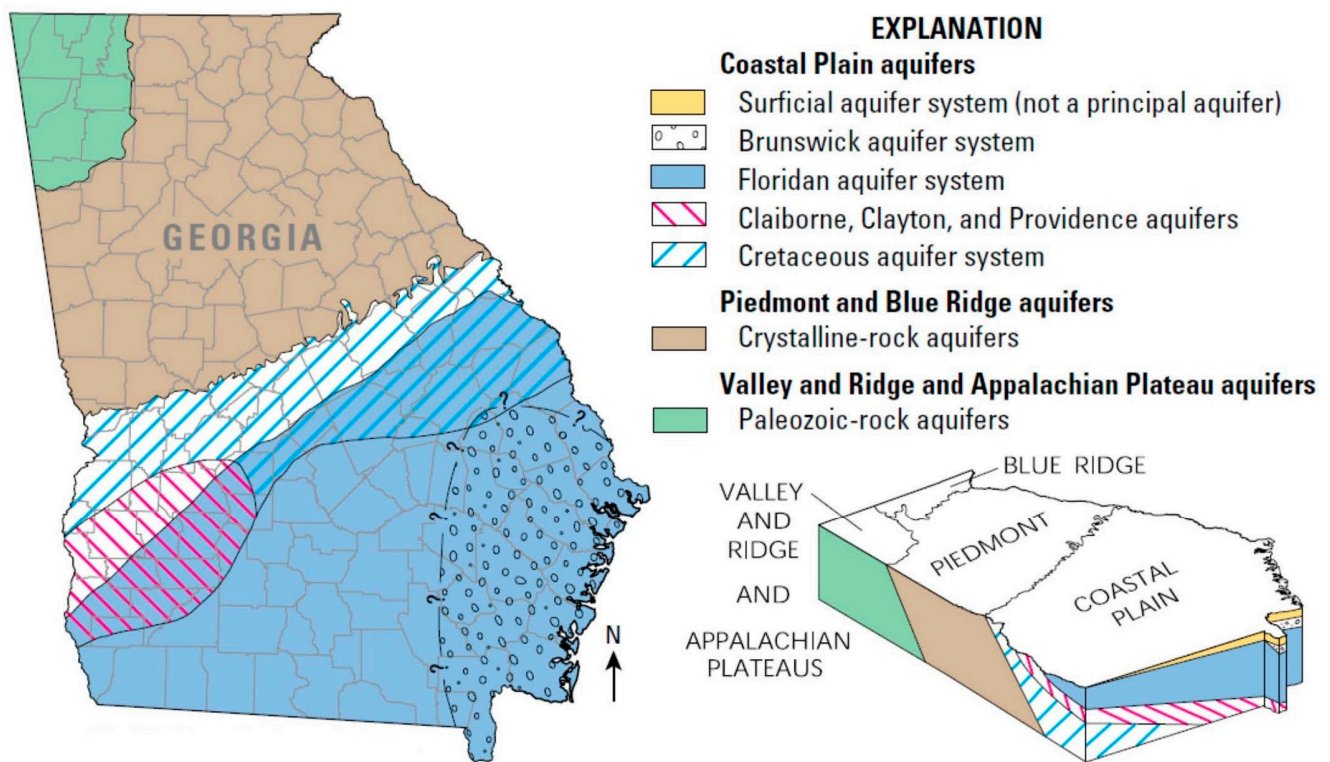 GEORGIA
?
?
?
?
?
?
?
N
EXPLANATION
Coastal Plain aquifers
Surficial aquifer system (not a principal aquifer)
Brunswick aquifer system
Floridan aquifer system
Claiborne, Clayton, and Providence aquifers
Cretaceous aquifer system
Piedmont and Blue Ridge aquifers
Crystalline-rock aquifers
Valley and Ridge and Appalachian Plateau aquifers
Paleozoic-rock aquifers
BLUE RIDGE
VALLEY
AND
RIDGE
AND
APPALACHIAN
PLATEAUS
PIEDMONT
COASTAL
PLAIN